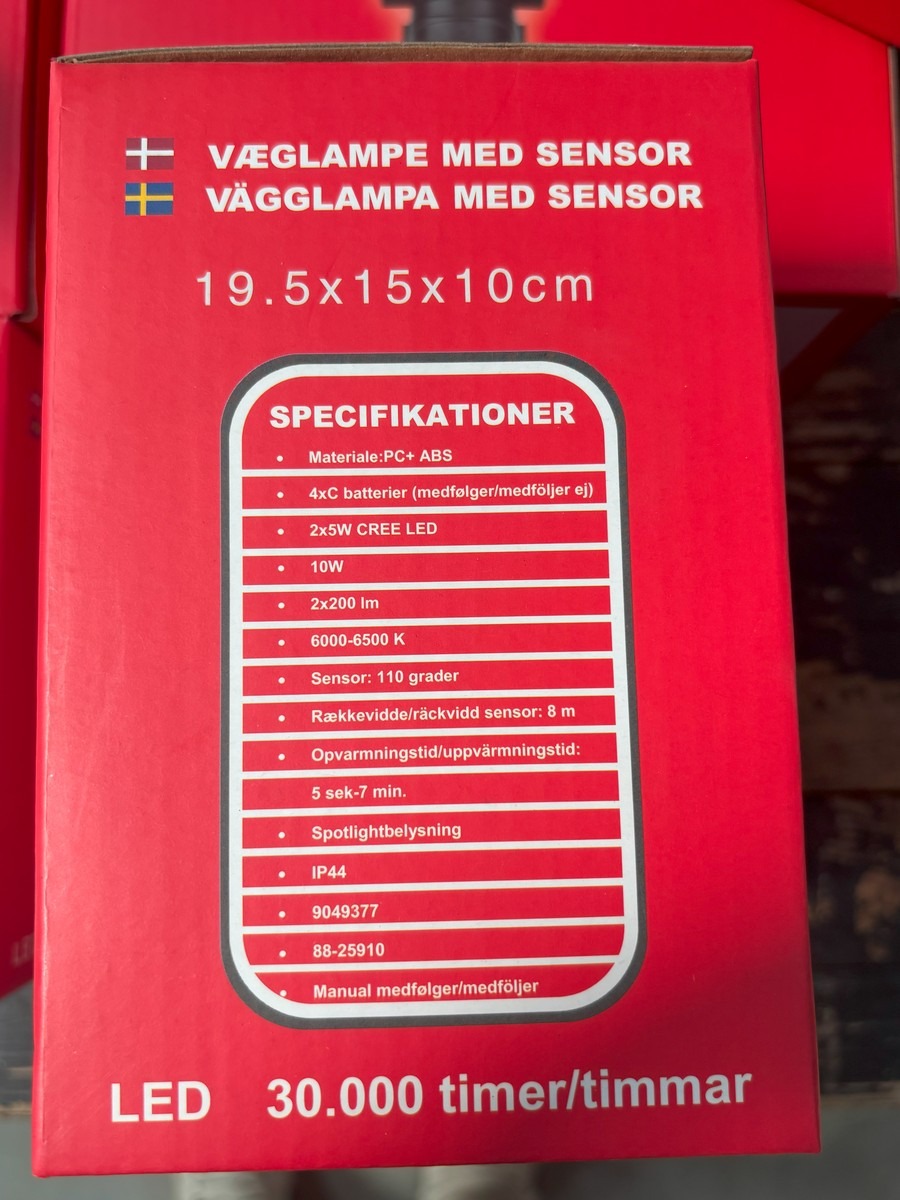 VÆGLAMPE MED SENSOR
VÄGGLAMPA MED SENSOR
19.5x15x10cm
SPECIFIKATIONER
• Materiale:PC+ ABS
• 4xC batterier (medfølger/medföljer ej)
• 2x5W CREE LED
• 10W
• 2x200 lm
• 6000-6500 K
• Sensor: 110 grader
• Rækkevidde/räckvidd sensor: 8 m
• Opvarmningstid/uppvärmningstid:
5 sek-7 min.
• Spotlightbelysning
• IP44
• 9049377
• 88-25910
• Manual medfølger/medföljer
LED 30.000 timer/timmar